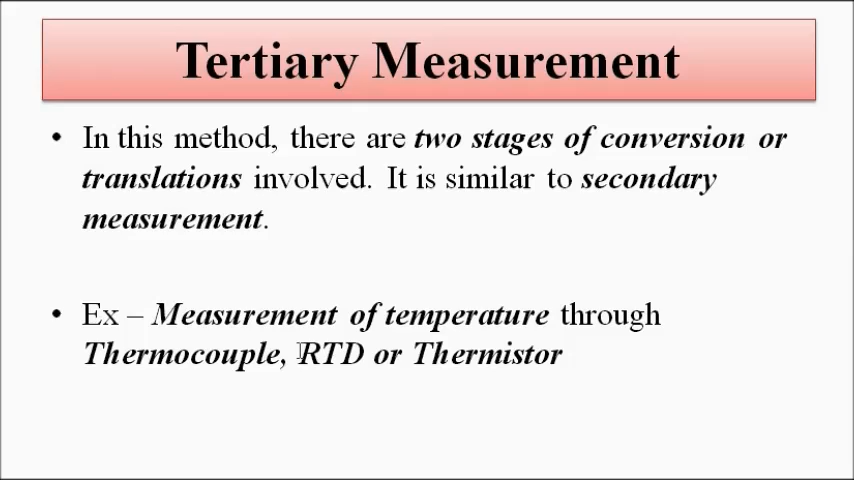 Tertiary Measurement
• In this method, there are two stages of conversion or
translations involved. It is similar to secondary
measurement.
• Ex – Measurement of temperature through
Thermocouple, RTD or Thermistor